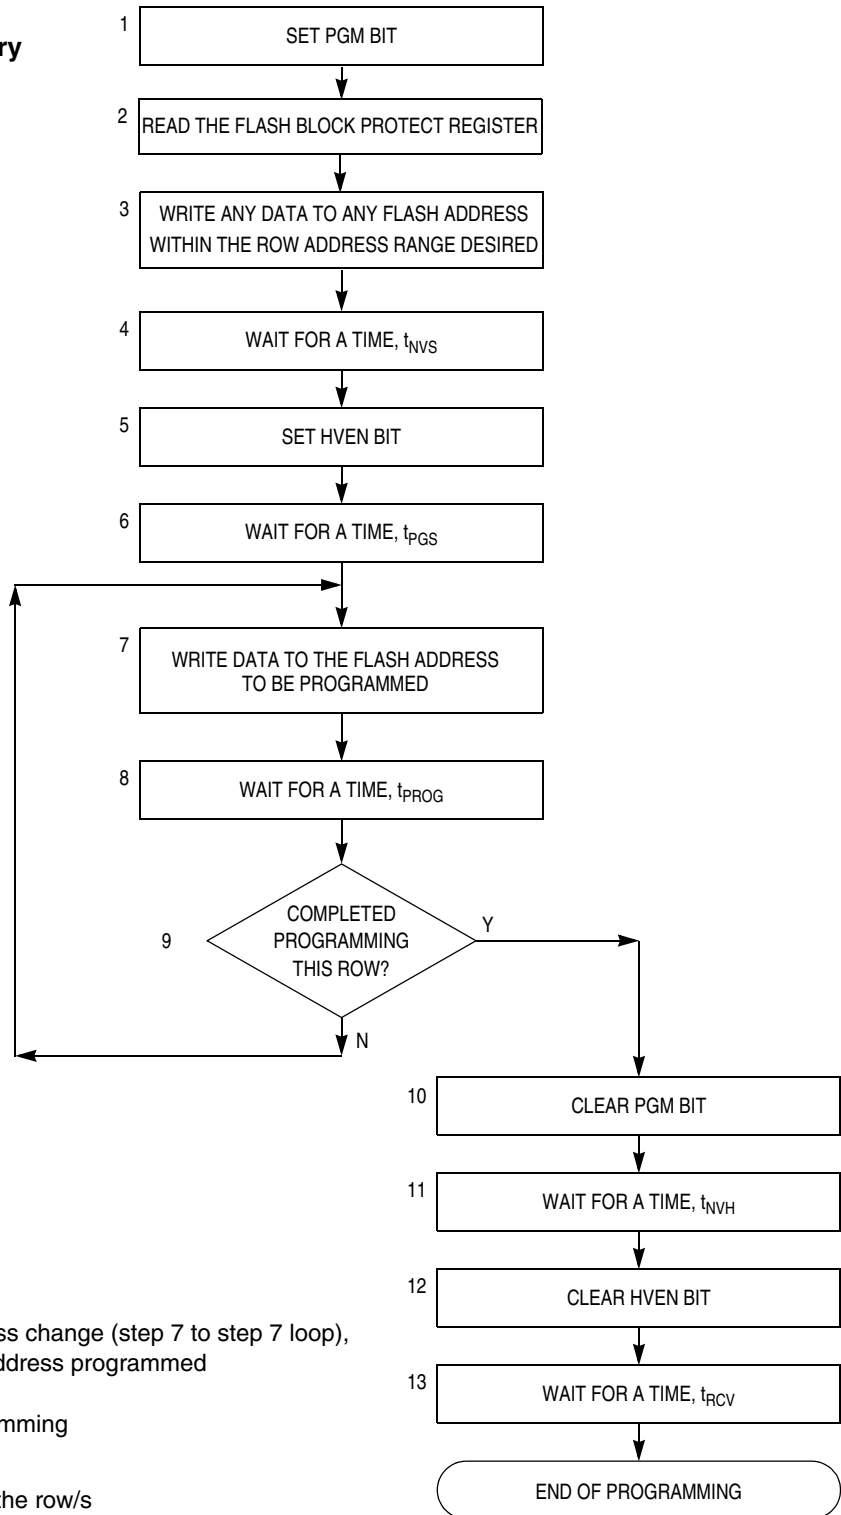 ry
1
SET PGM BIT
2
READ THE FLASH BLOCK PROTECT REGISTER
3
WRITE ANY DATA TO ANY FLASH ADDRESS
WITHIN THE ROW ADDRESS RANGE DESIRED
4
WAIT FOR A TIME, tNVS
5
SET HVEN BIT
6
WAIT FOR A TIME, tPGS
7
WRITE DATA TO THE FLASH ADDRESS
TO BE PROGRAMMED
8
WAIT FOR A TIME, tPROG
9
COMPLETED
PROGRAMMING
THIS ROW?
Y
N
10
CLEAR PGM BIT
11
WAIT FOR A TIME, tNVH
12
CLEAR HVEN BIT
13
WAIT FOR A TIME, tRCV
END OF PROGRAMMING
ss change (step 7 to step 7 loop),
ddress programmed
mming
the row/s